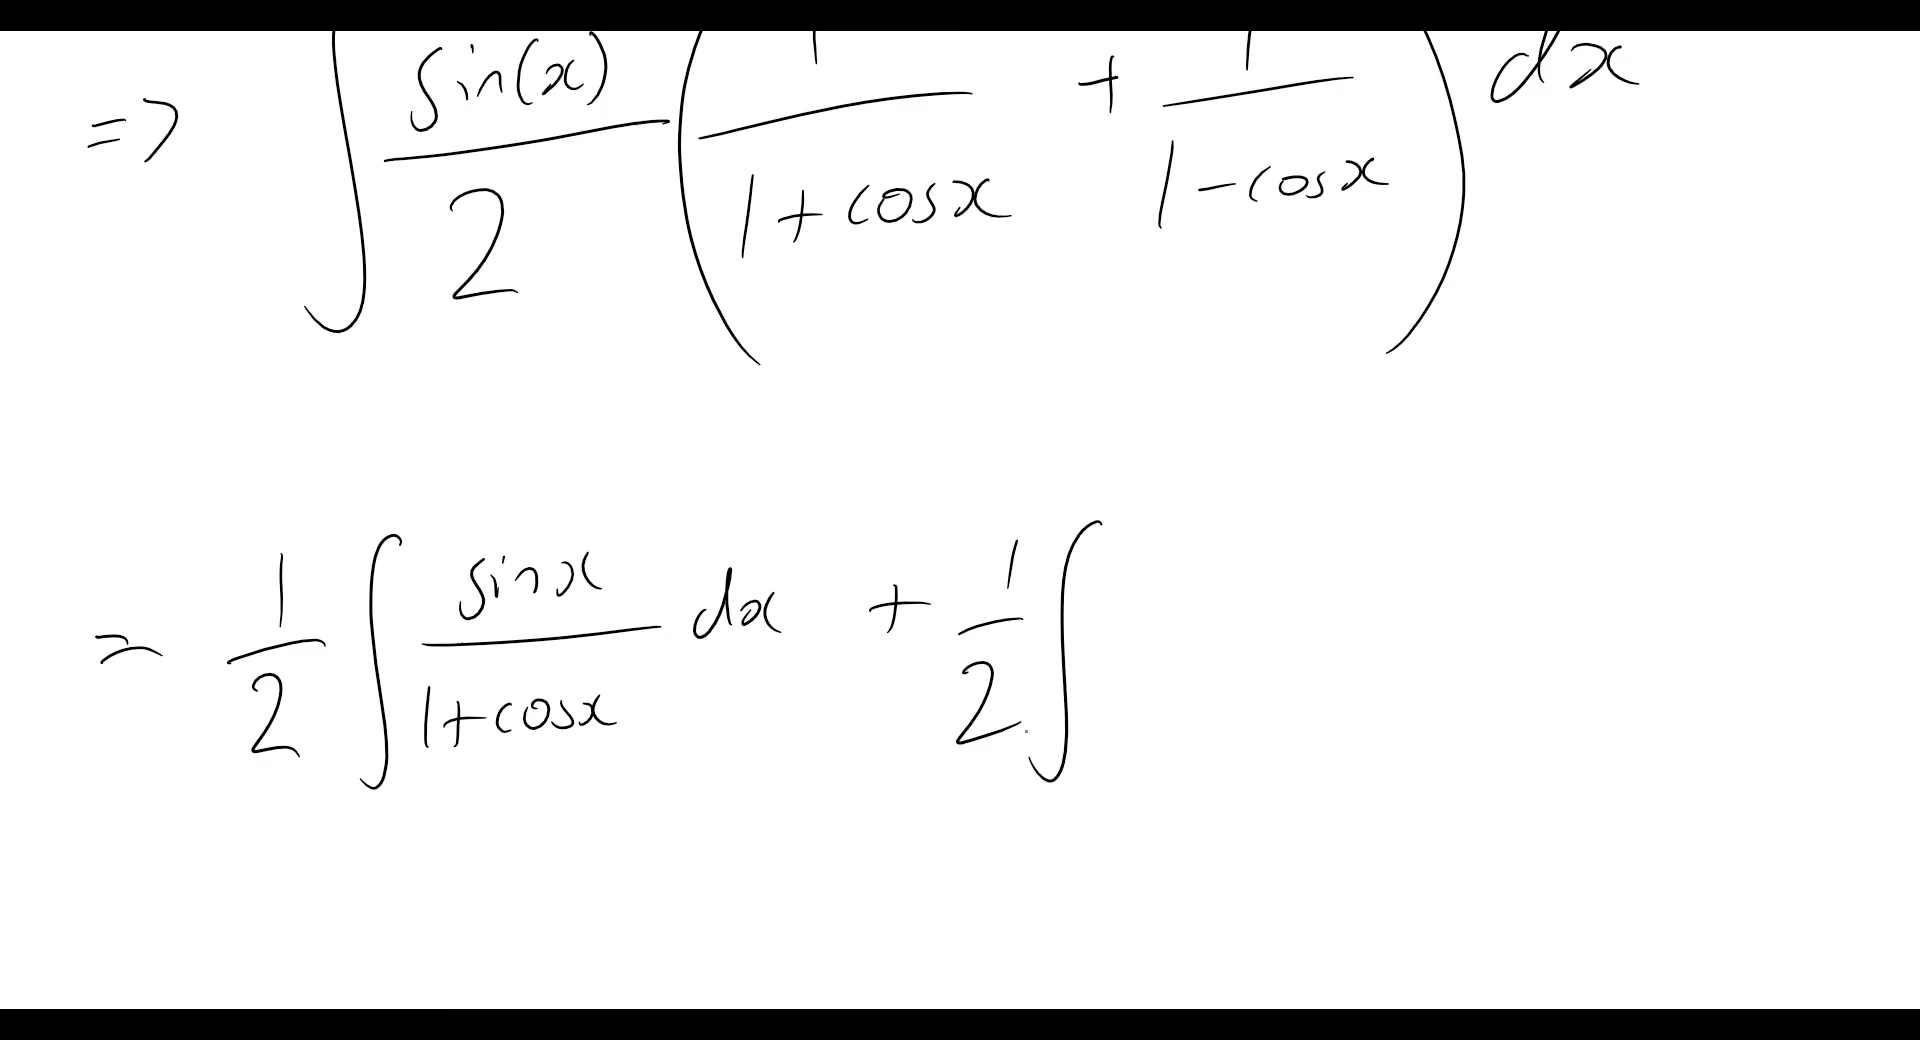 => ∫ sin(x)/2 (1/(1+cosx) + 1/(1-cosx)) dx
= 1/2 ∫ sinx/(1+cosx) dx + 1/2 ∫